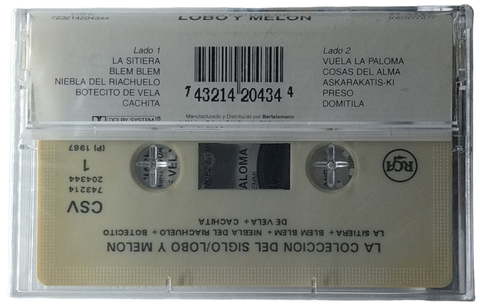 LOBO Y MELON
Lado 1
LA SITIERA
BLEM BLEM
NIEBLA DEL RIACHUELO
BOTECITO DE VELA
CACHITA
7 43214 20434 4
Lado 2
VUELA LA PALOMA
COSAS DEL ALMA
ASKARAKATIS-KI
PRESO
DOMITILA
DOLBY SYSTEM
Manufacturado y Distribuido por Bertelsmann
LA COLECCION DEL SIGLO/LOBO Y MELON
LA SITIERA + BLEM BLEM + NIEBLA DEL RIACHUELO + BOTECITO
DE VELA + CACHITA
CSV
743214
204344
1
(P) 1967
RCA
ALOMA
VEL